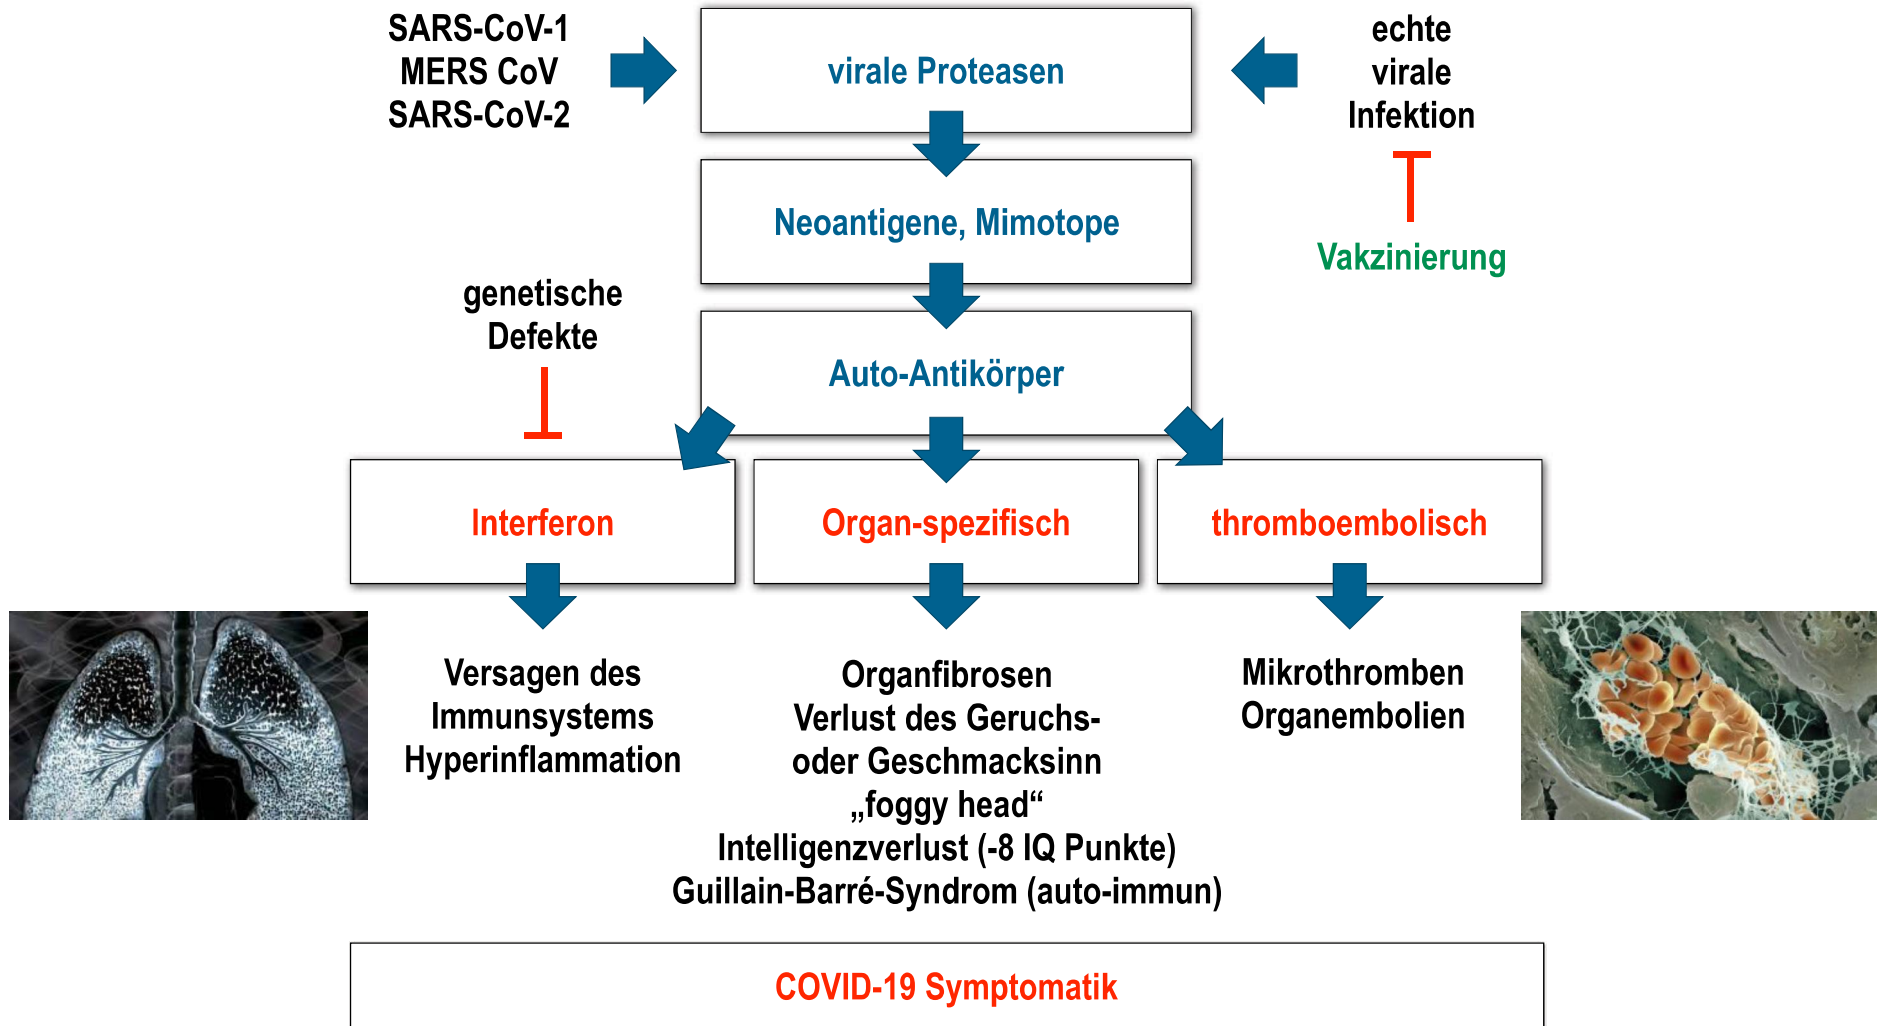 SARS-CoV-1
MERS CoV
SARS-CoV-2
virale Proteasen
echte
virale
Infektion
Neoantigene, Mimotope
Vakzinierung
genetische
Defekte
Auto-Antikörper
Interferon
Organ-spezifisch
thromboembolisch
Versagen des
Immunsystems
Hyperinflammation
Organfibrosen
Verlust des Geruchs-
oder Geschmacksinn
„foggy head“
Intelligenzverlust (-8 IQ Punkte)
Guillain-Barré-Syndrom (auto-immun)
Mikrothromben
Organembolien
COVID-19 Symptomatik